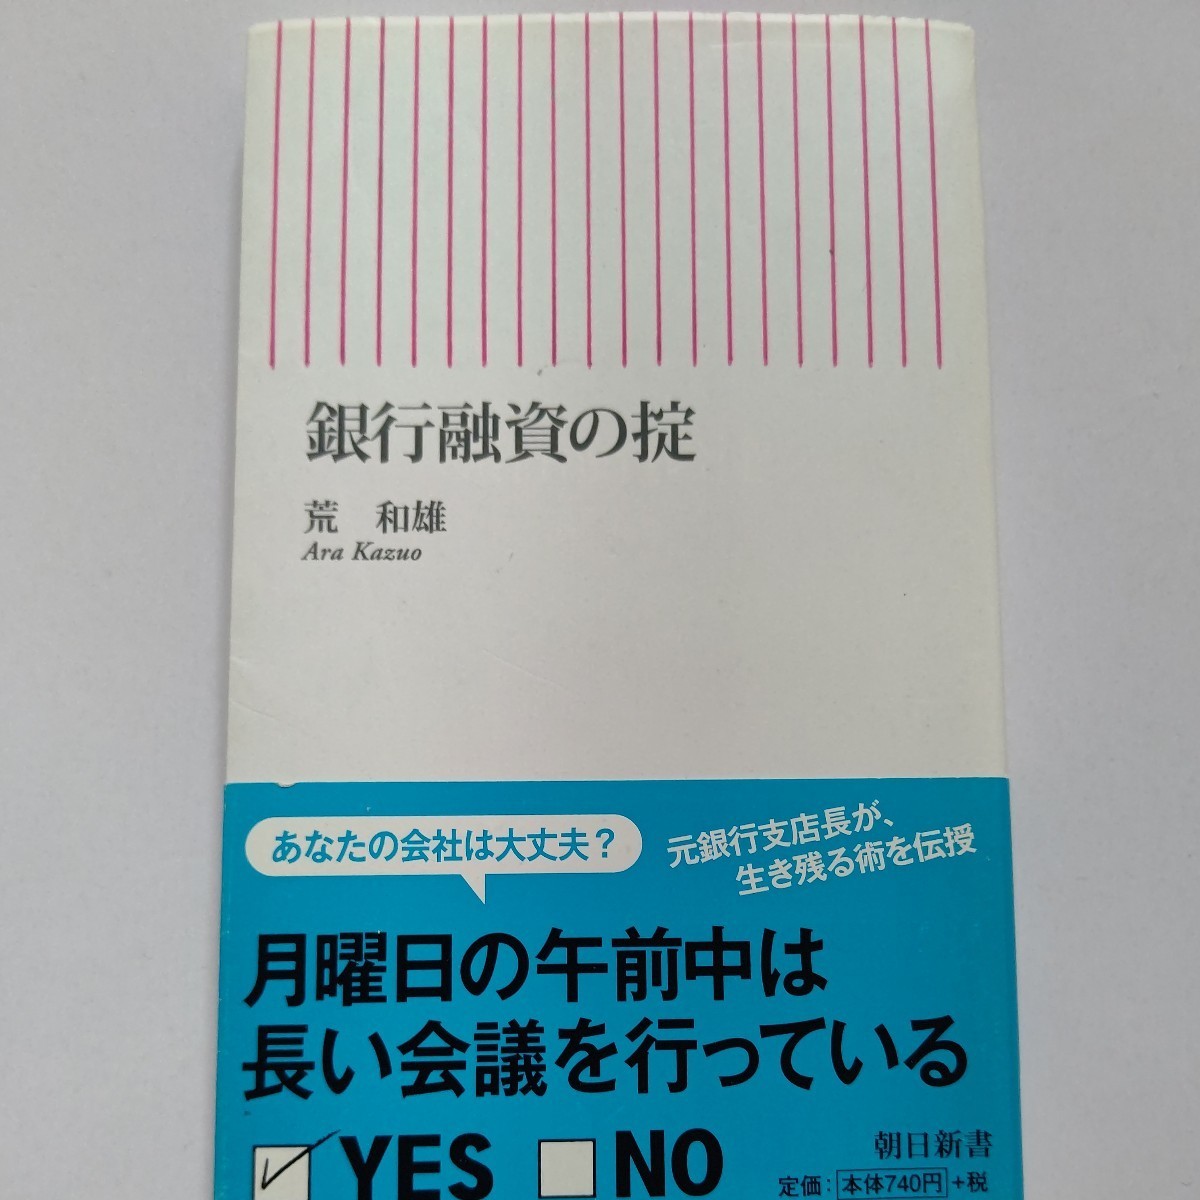 銀行融資の掟
荒 和雄
Ara Kazuo
あなたの会社は大丈夫?
元銀行支店長が、
生き残る術を伝授
月曜日の午前中は
長い会議を行っている
YES NO
朝日新書
定価:本体740円+税